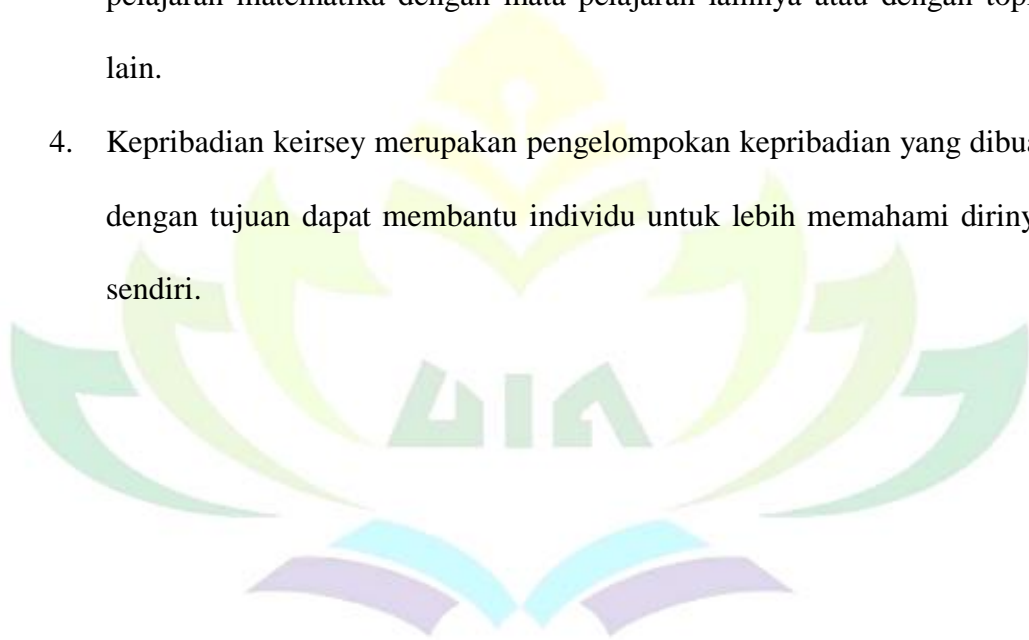 pelajaran matematika dengan mata pelajaran lainnya atau dengan topi
lain.
4. Kepribadian keirsey merupakan pengelompokan kepribadian yang dibua
dengan tujuan dapat membantu individu untuk lebih memahami diriny
sendiri.
UIN